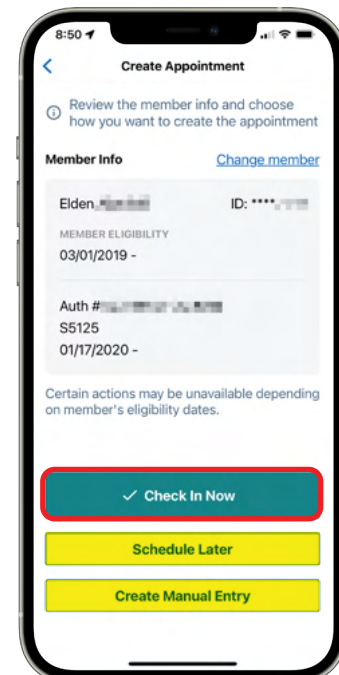 8:50
Create Appointment
Review the member info and choose
how you want to create the appointment
Member Info Change member
Elden ID: ****
MEMBER ELIGIBILITY
03/01/2019 -
Auth #
S5125
01/17/2020 -
Certain actions may be unavailable depending
on member's eligibility dates.
Check In Now
Schedule Later
Create Manual Entry